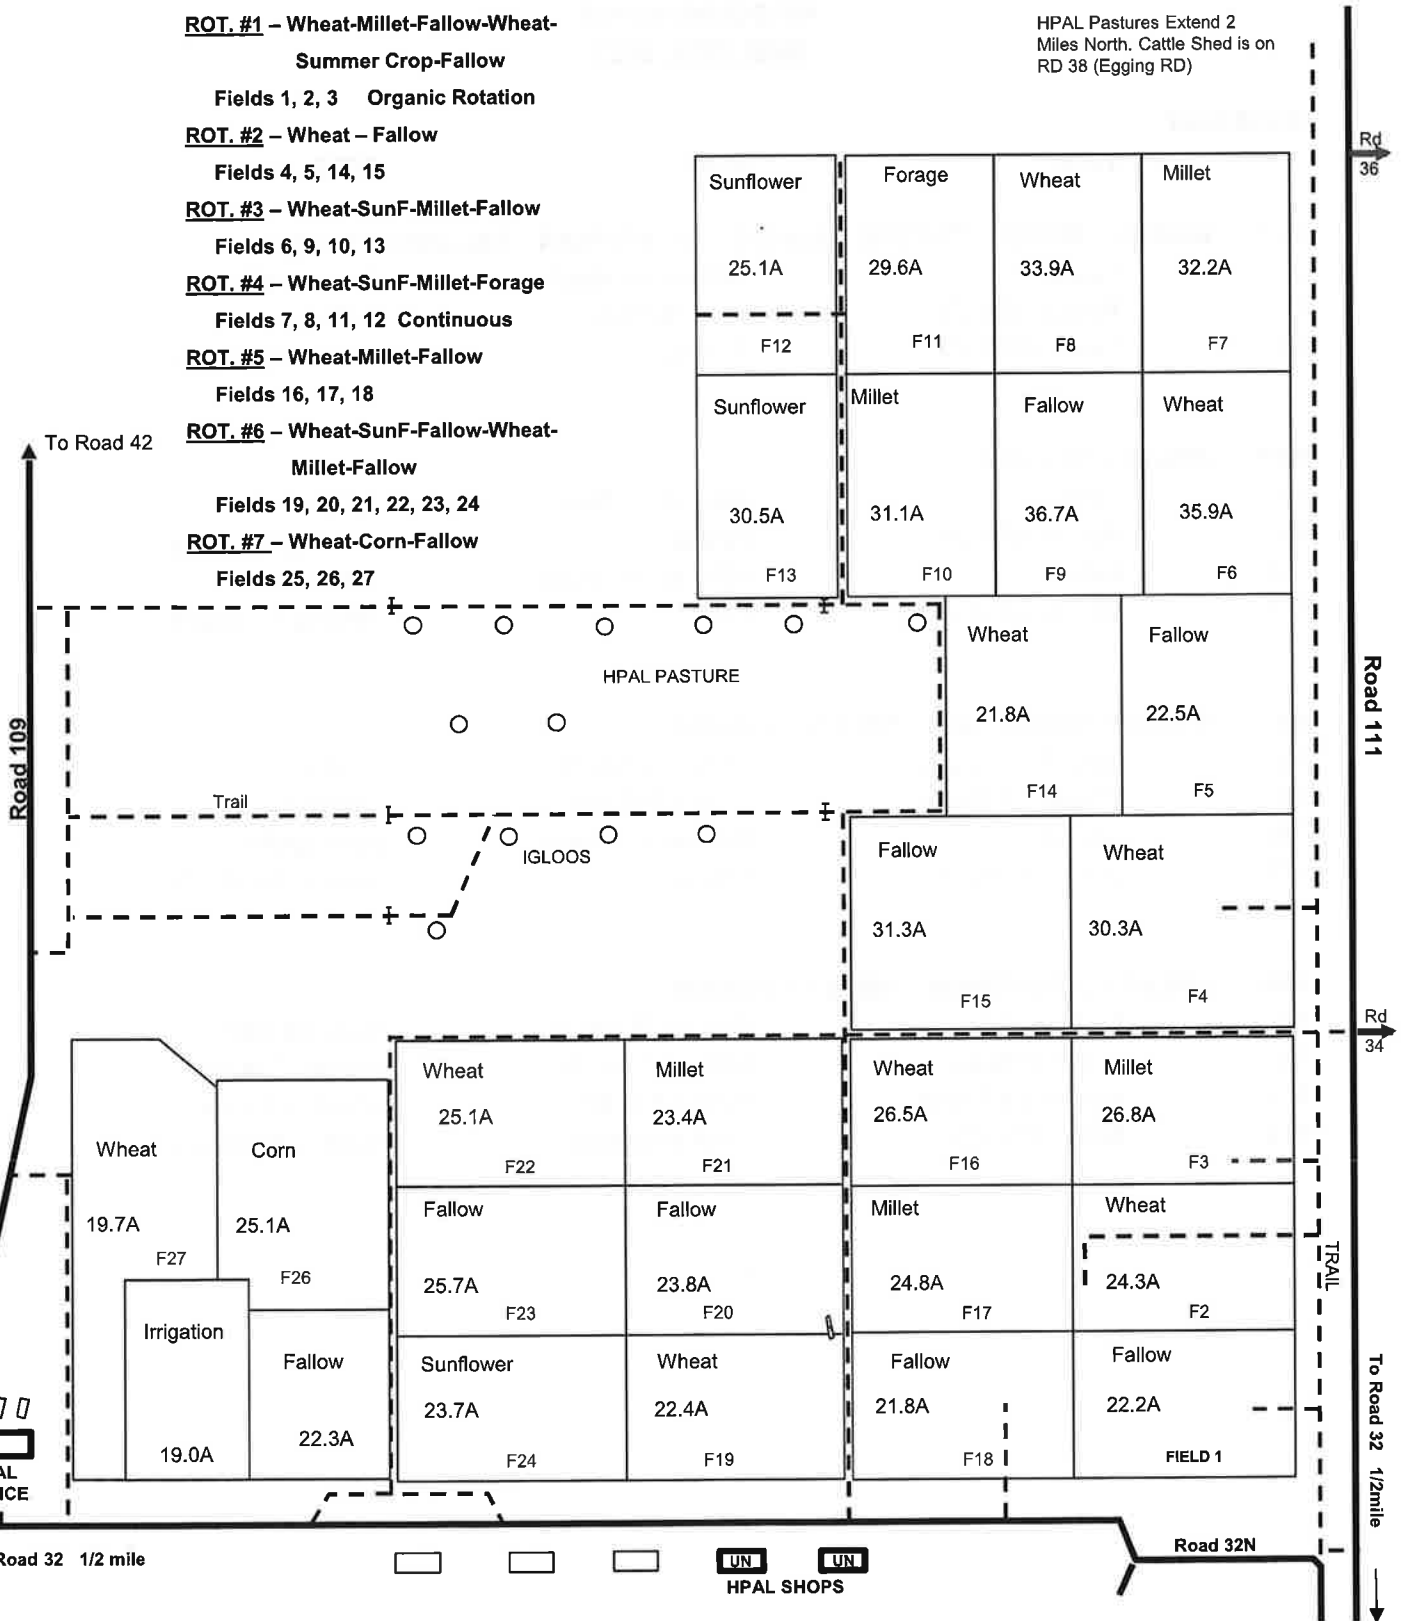 ROT. #1 – Wheat-Millet-Fallow-Wheat-
Summer Crop-Fallow
Fields 1, 2, 3 Organic Rotation
ROT. #2 – Wheat – Fallow
Fields 4, 5, 14, 15
ROT. #3 – Wheat-SunF-Millet-Fallow
Fields 6, 9, 10, 13
ROT. #4 – Wheat-SunF-Millet-Forage
Fields 7, 8, 11, 12 Continuous
ROT. #5 – Wheat-Millet-Fallow
Fields 16, 17, 18
ROT. #6 – Wheat-SunF-Fallow-Wheat-
Millet-Fallow
Fields 19, 20, 21, 22, 23, 24
ROT. #7 – Wheat-Corn-Fallow
Fields 25, 26, 27
HPAL Pastures Extend 2
Miles North. Cattle Shed is on
RD 38 (Egging RD)
Rd
36
Sunflower
25.1A
F12
Forage
29.6A
F11
Wheat
33.9A
F8
Millet
32.2A
F7
Sunflower
30.5A
F13
Millet
31.1A
F10
Fallow
36.7A
F9
Wheat
35.9A
F6
To Road 42
Road 109
HPAL PASTURE
Trail
IGLOOS
Wheat
21.8A
F14
Fallow
22.5A
F5
Road 111
Fallow
31.3A
F15
Wheat
30.3A
F4
Rd
34
Wheat
19.7A
F27
Corn
25.1A
F26
Irrigation
19.0A
Fallow
22.3A
Wheat
25.1A
F22
Millet
23.4A
F21
Wheat
26.5A
F16
Millet
26.8A
F3
Fallow
25.7A
F23
Fallow
23.8A
F20
Millet
24.8A
F17
Wheat
24.3A
F2
TRAIL
Sunflower
23.7A
F24
Wheat
22.4A
F19
Fallow
21.8A
F18
Fallow
22.2A
FIELD 1
To Road 32 1/2mile
AL
ICE
Road 32 1/2 mile
UN
UN
HPAL SHOPS
Road 32N